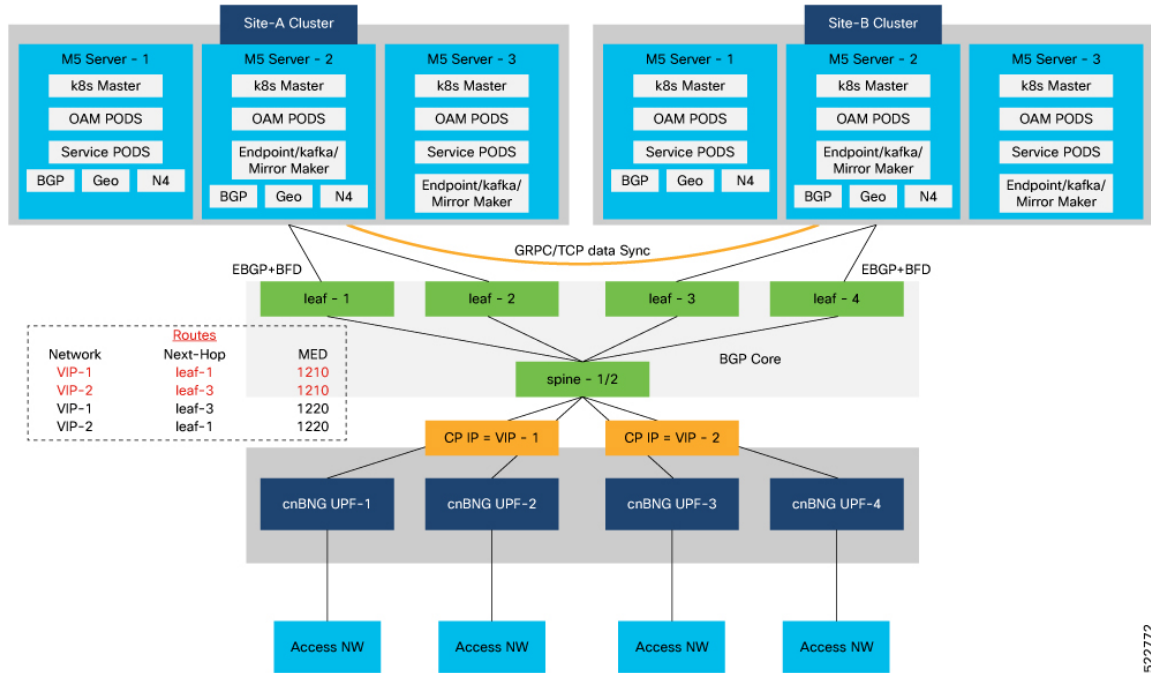 Site-A Cluster
Site-B Cluster
M5 Server - 1
k8s Master
OAM PODS
Service PODS
BGP
Geo
N4
M5 Server - 2
k8s Master
OAM PODS
Endpoint/kafka/
Mirror Maker
BGP
Geo
N4
M5 Server - 3
k8s Master
OAM PODS
Service PODS
Endpoint/kafka/
Mirror Maker
M5 Server - 1
k8s Master
OAM PODS
Service PODS
BGP
Geo
N4
M5 Server - 2
k8s Master
OAM PODS
Endpoint/kafka/
Mirror Maker
BGP
Geo
N4
M5 Server - 3
k8s Master
OAM PODS
Service PODS
Endpoint/kafka/
Mirror Maker
GRPC/TCP data Sync
EBGP+BFD
EBGP+BFD
leaf - 1
leaf - 2
leaf - 3
leaf - 4
BGP Core
spine - 1/2
Routes
Network Next-Hop MED
VIP-1 leaf-1 1210
VIP-2 leaf-3 1210
VIP-1 leaf-3 1220
VIP-2 leaf-1 1220
CP IP = VIP - 1
CP IP = VIP - 2
cnBNG UPF-1
cnBNG UPF-2
cnBNG UPF-3
cnBNG UPF-4
Access NW
Access NW
Access NW
Access NW
522772